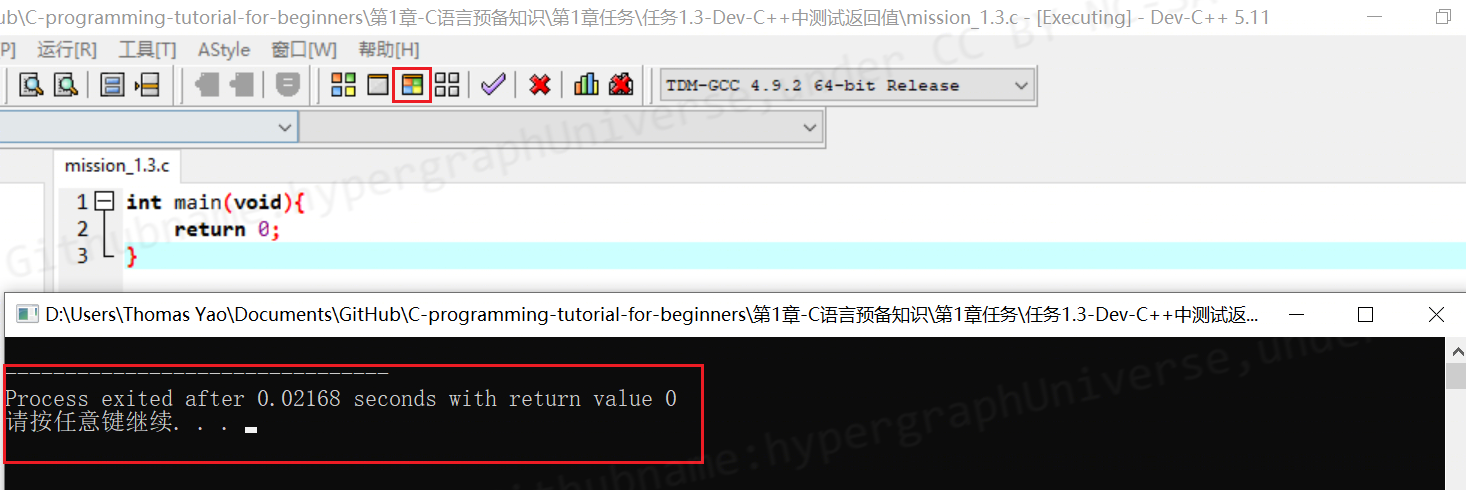 ub\C-programming-tutorial-for-beginners\第1章-C语言预备知识\第1章任务\任务1.3-Dev-C++中测试返回值\mission_1.3.c - [Executing] - Dev-C++ 5.11
P] 运行[R] 工具[T] AStyle 窗口[W] 帮助[H]
TDM-GCC 4.9.2 64-bit Release
mission_1.3.c
1 int main(void){
2 return 0;
3 }
D:\Users\Thomas Yao\Documents\GitHub\C-programming-tutorial-for-beginners\第1章-C语言预备知识\第1章任务\任务1.3-Dev-C++中测试返...
--------------------------------
Process exited after 0.02168 seconds with return value 0
请按任意键继续. . .
Githubname:hypergraphUniverse,under CC BY-NC-SA
Githubname:hypergraphUniverse,under